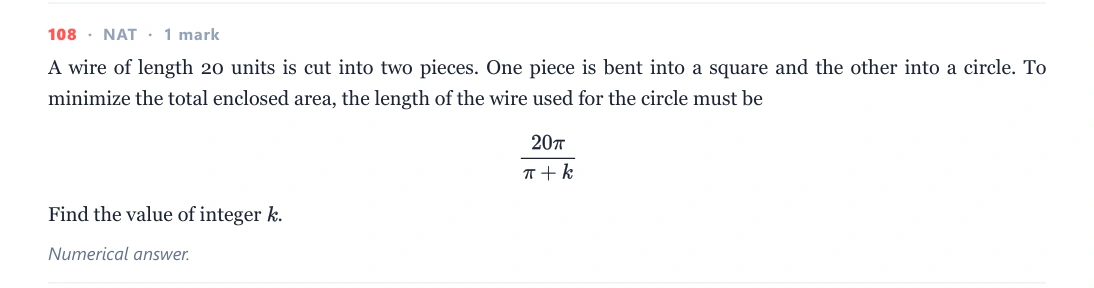 108 · NAT · 1 mark
A wire of length 20 units is cut into two pieces. One piece is bent into a square and the other into a circle. To
minimize the total enclosed area, the length of the wire used for the circle must be
20π
π + k
Find the value of integer k.
Numerical answer.